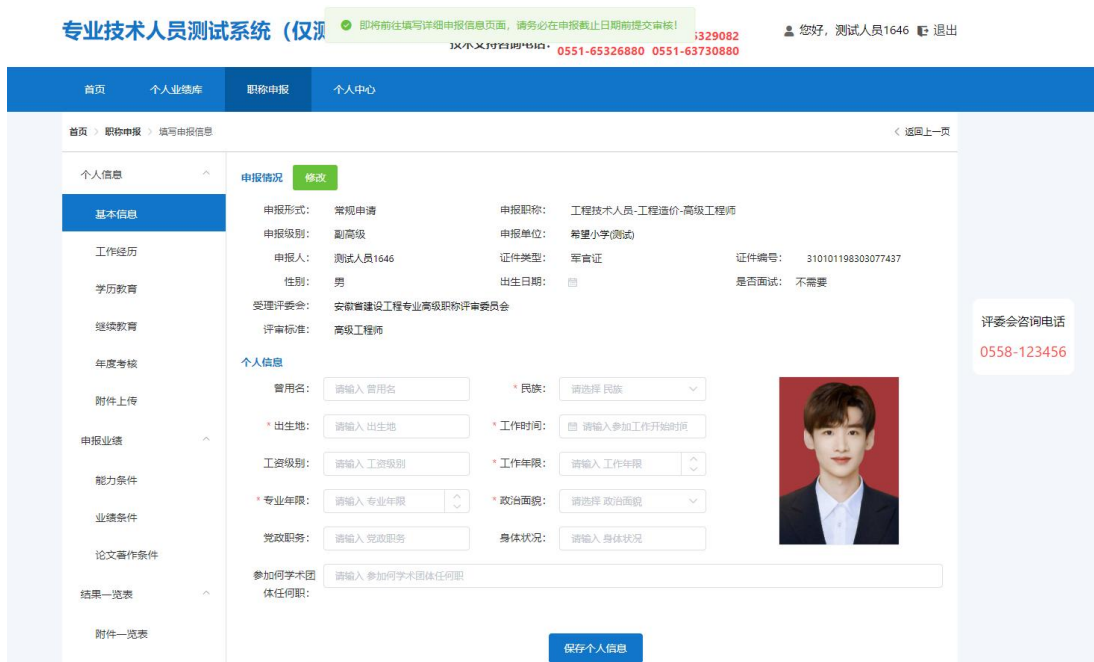 专业技术人员测试系统（仅测
即将前往填写详细申报信息页面，请务必在申报截止日期前提交审核！
5329082
技术支持咨询电话：
0551-65326880 0551-63730880
您好，测试人员1646 退出
首页 个人业绩库 职称申报 个人中心
首页 职称申报 填写申报信息 返回上一页
个人信息
基本信息
工作经历
学历教育
继续教育
年度考核
附件上传
申报业绩
能力条件
业绩条件
论文著作条件
结果一览表
附件一览表
申报情况 修改
申报形式： 常规申请 申报职称： 工程技术人员-工程造价-高级工程师
申报级别： 副高级 申报单位： 希望小学(测试)
申报人： 测试人员1646 证件类型： 军官证 证件编号： 310101198303077437
性别： 男 出生日期： 是否面试： 不需要
受理评委会： 安徽省建设工程专业高级职称评审委员会
评审标准： 高级工程师
个人信息
曾用名： 请输入 曾用名 * 民族： 请选择 民族
* 出生地： 请输入 出生地 * 工作时间： 请输入参加工作开始时间
工资级别： 请输入 工资级别 * 工作年限： 请输入 工作年限
* 专业年限： 请输入 专业年限 * 政治面貌： 请选择 政治面貌
党政职务： 请输入 党政职务 身体状况： 请输入 身体状况
参加何学术团 请输入 参加何学术团体任何职
体任何职：
保存个人信息
评委会咨询电话
0558-123456